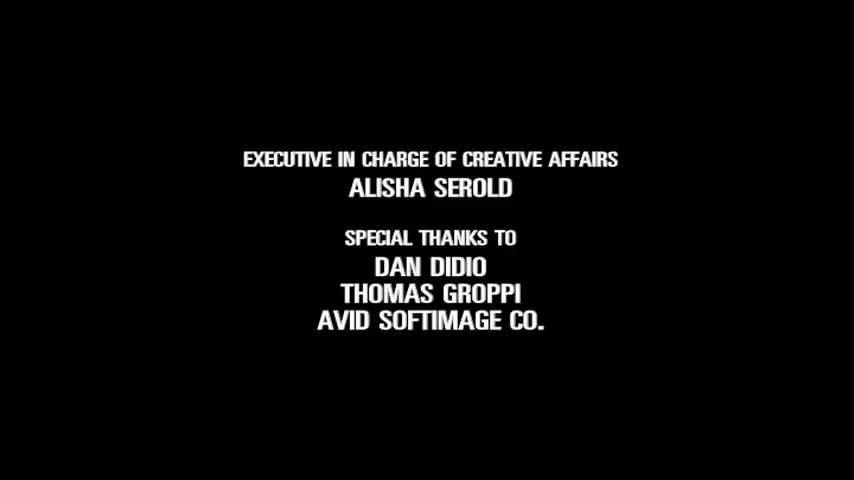 EXECUTIVE IN CHARGE OF CREATIVE AFFAIRS
ALISHA SEROLD
SPECIAL THANKS TO
DAN DIDIO
THOMAS GROPPI
AVID SOFTIMAGE CO.